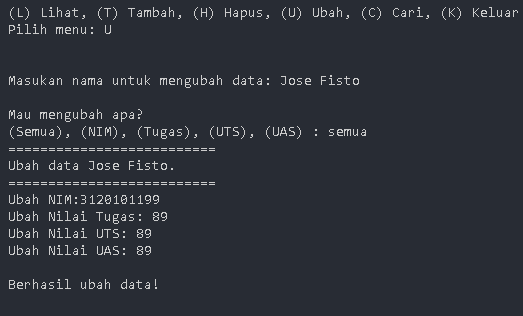 (L) Lihat, (T) Tambah, (H) Hapus, (U) Ubah, (C) Cari, (K) Keluar
Pilih menu: U
Masukan nama untuk mengubah data: Jose Fisto
Mau mengubah apa?
(Semua), (NIM), (Tugas), (UTS), (UAS) : semua
==========================
Ubah data Jose Fisto.
==========================
Ubah NIM:3120101199
Ubah Nilai Tugas: 89
Ubah Nilai UTS: 89
Ubah Nilai UAS: 89
Berhasil ubah data!